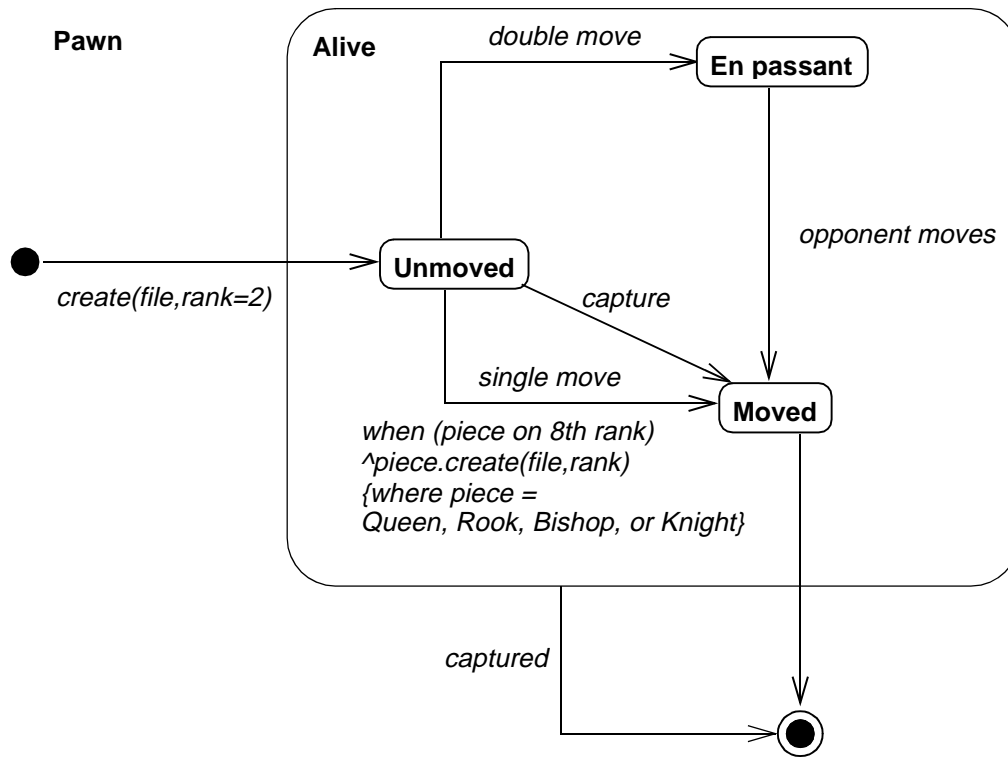 Pawn
Alive
double move
En passant
opponent moves
Unmoved
create(file,rank=2)
capture
single move
Moved
when (piece on 8th rank)
^piece.create(file,rank)
{where piece =
Queen, Rook, Bishop, or Knight}
captured